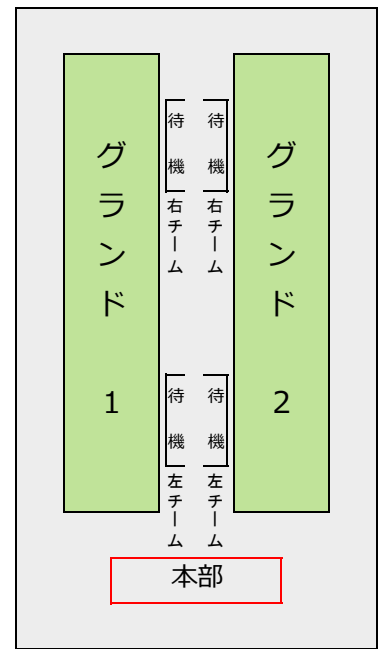 グランド 1
待機
右チーム
待機
右チーム
グランド 2
待機
左チーム
待機
左チーム
本部